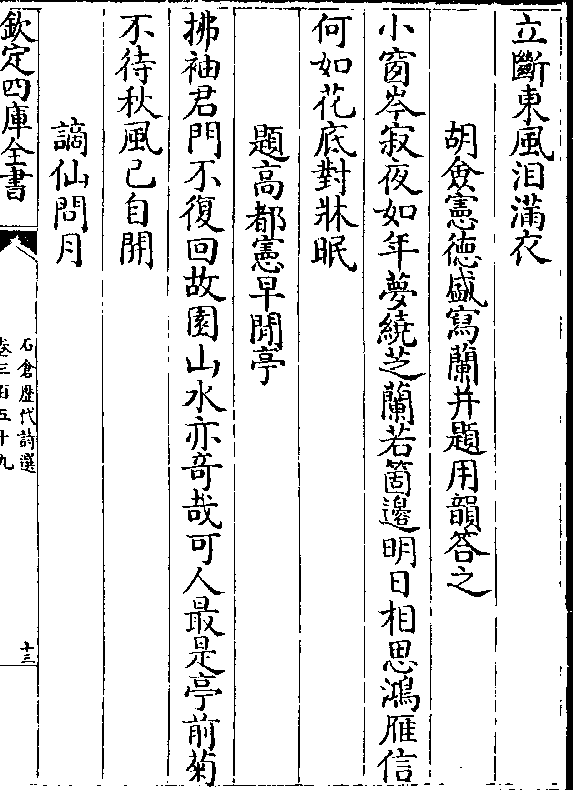 立斷東風泪滿衣
胡僉憲徳盛寫蘭并題用韻答之
小窗岑寂夜如年夢繞芝蘭若箇邊明日相思鴻雁信
何如花底對牀眠
題高都憲早閒亭
拂袖君門不復回故園山水亦竒哉可人最是亭前菊
不待秋風已自開
謫仙問月
欽定四庫全書
石倉歴代詩選
卷三百五十九
十三